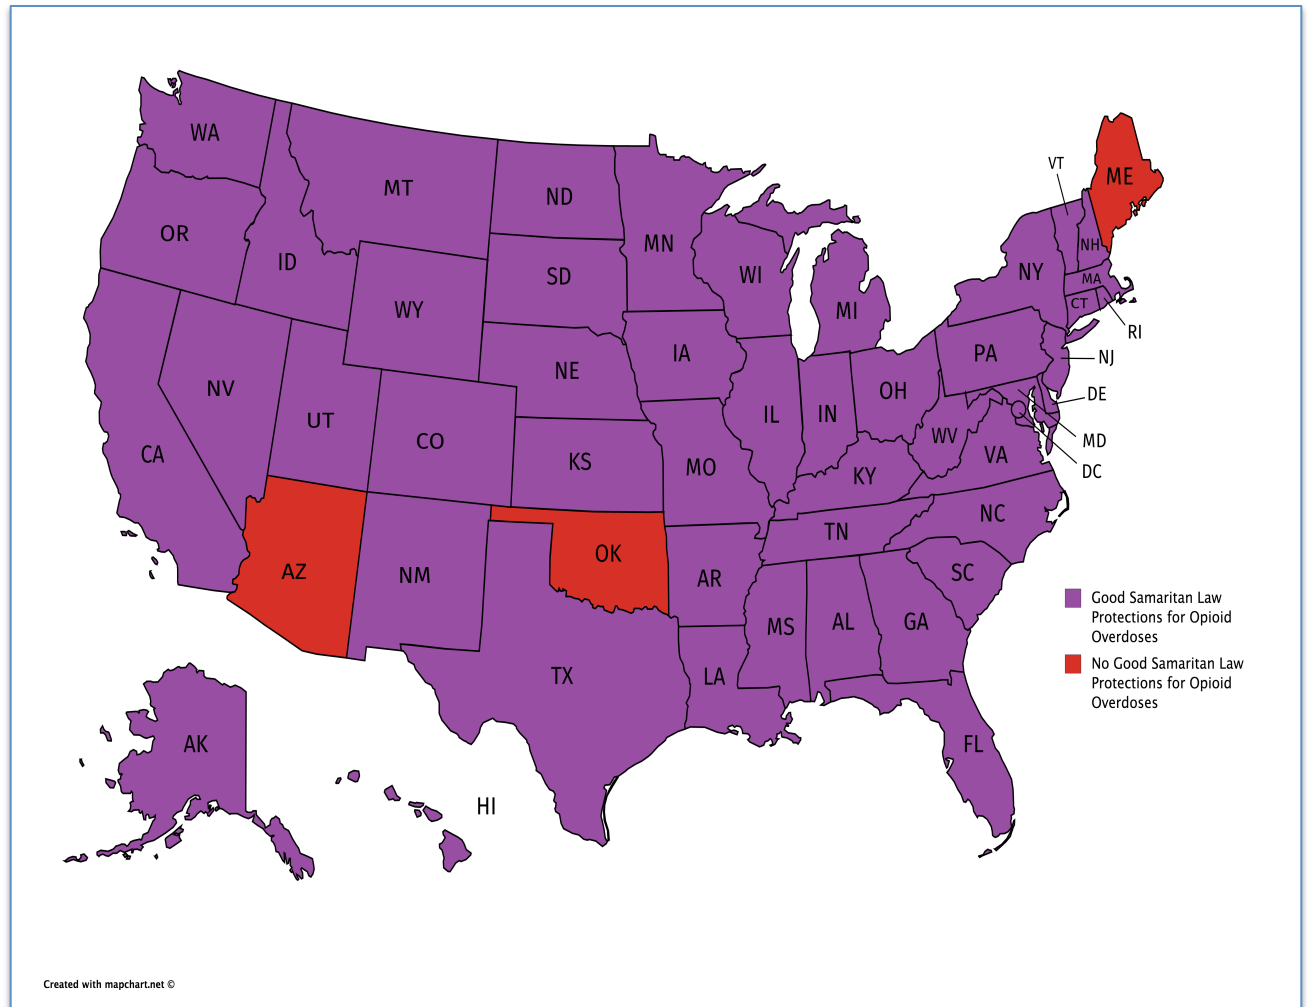 WA
MT
ND
MN
VT
ME
OR
ID
SD
WI
NY
NH
MA
WY
MI
CT
RI
IA
PA
NJ
NE
NV
UT
CO
IL
IN
OH
DE
CA
KS
MO
WV
VA
MD
DC
KY
AZ
NM
OK
AR
TN
NC
SC
MS
AL
GA
TX
LA
AK
HI
FL
Good Samaritan Law
Protections for Opioid
Overdoses
No Good Samaritan Law
Protections for Opioid
Overdoses
Created with mapchart.net ©